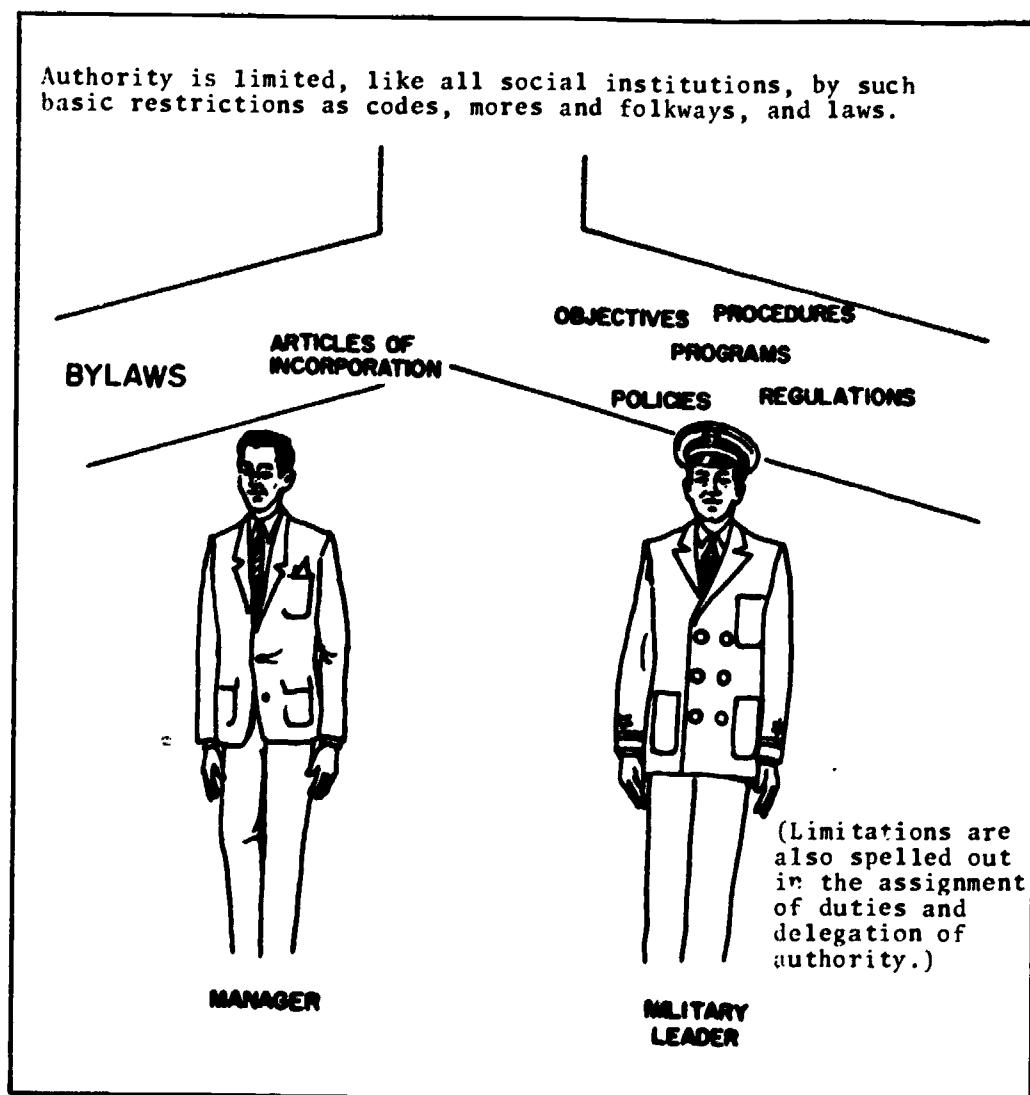 Authority is limited, like all social institutions, by such
basic restrictions as codes, mores and folkways, and laws.
OBJECTIVES PROCEDURES
ARTICLES OF
INCORPORATION
PROGRAMS
BYLAWS
POLICIES REGULATIONS
(Limitations are
also spelled out
in the assignment
of duties and
delegation of
authority.)
MANAGER
MILITARY
LEADER